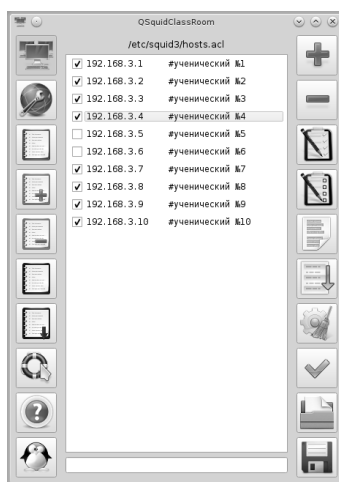 QSquidClassRoom
/etc/squid3/hosts.acl
192.168.3.1 #ученический №1
192.168.3.2 #ученический №2
192.168.3.3 #ученический №3
192.168.3.4 #ученический №4
192.168.3.5 #ученический №5
192.168.3.6 #ученический №6
192.168.3.7 #ученический №7
192.168.3.8 #ученический №8
192.168.3.9 #ученический №9
192.168.3.10 #ученический №10